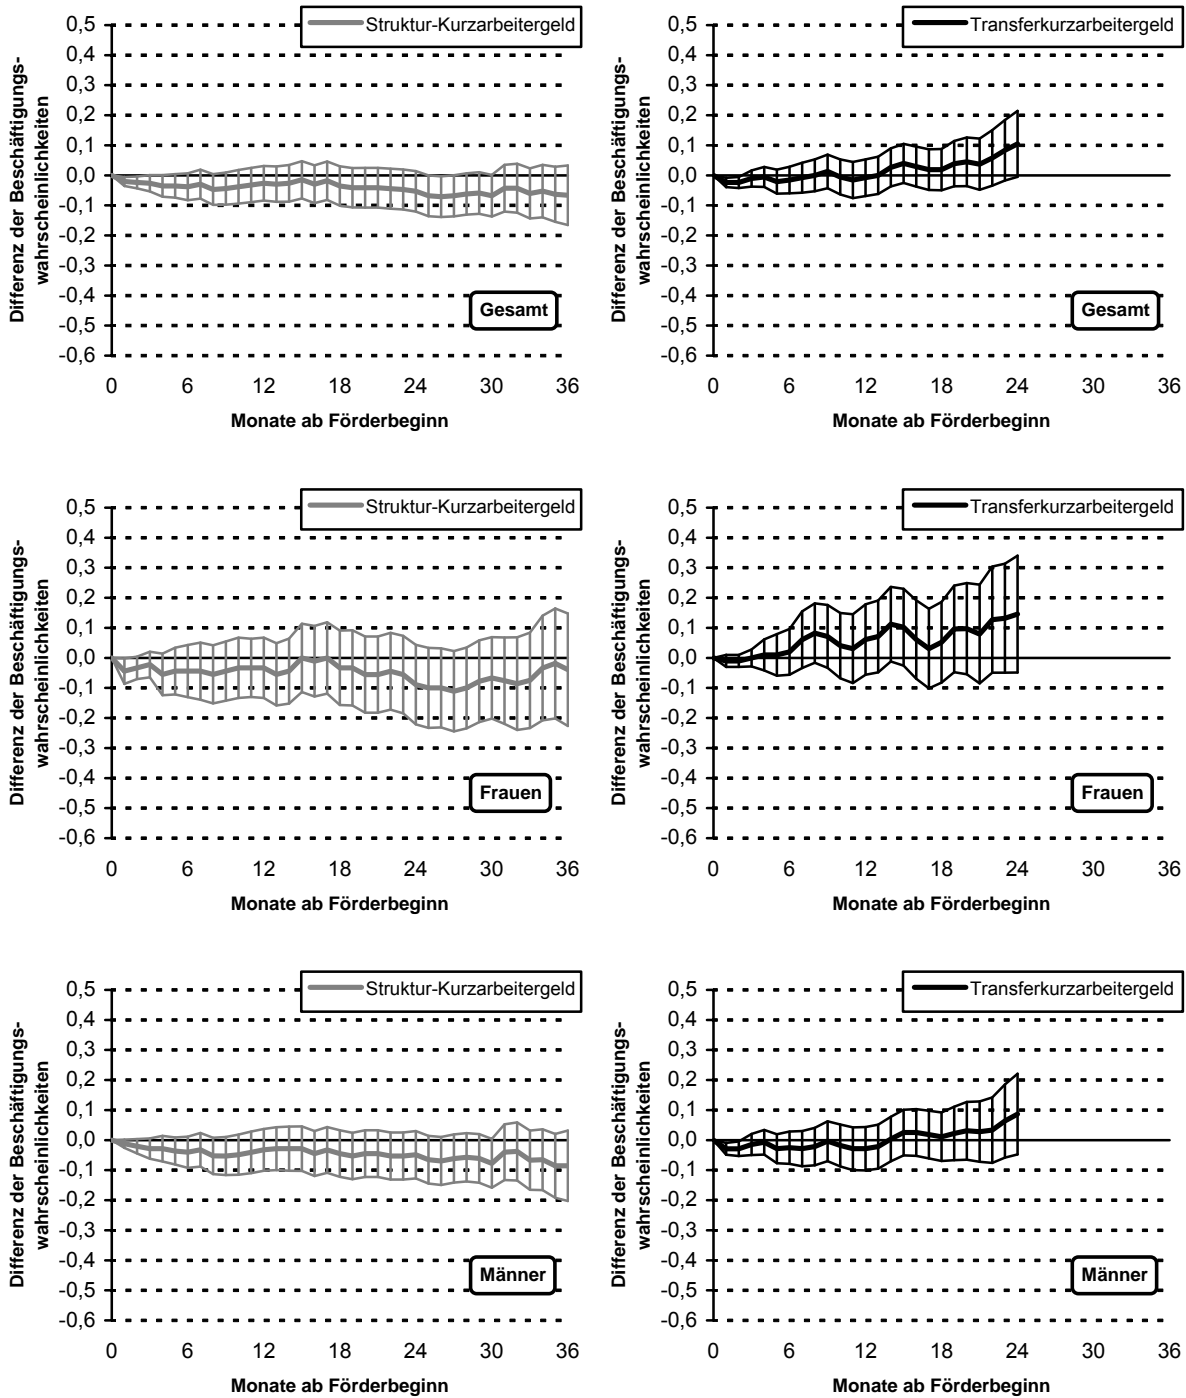 Struktur-Kurzarbeitergeld
Differenz der Beschäftigungs-
wahrscheinlichkeiten
0,5
0,4
0,3
0,2
0,1
0,0
-0,1
-0,2
-0,3
-0,4
-0,5
-0,6
Gesamt
0 6 12 18 24 30 36
Monate ab Förderbeginn
Transferkurzarbeitergeld
Differenz der Beschäftigungs-
wahrscheinlichkeiten
0,5
0,4
0,3
0,2
0,1
0,0
-0,1
-0,2
-0,3
-0,4
-0,5
-0,6
Gesamt
0 6 12 18 24 30 36
Monate ab Förderbeginn
Struktur-Kurzarbeitergeld
Differenz der Beschäftigungs-
wahrscheinlichkeiten
0,5
0,4
0,3
0,2
0,1
0,0
-0,1
-0,2
-0,3
-0,4
-0,5
-0,6
Frauen
0 6 12 18 24 30 36
Monate ab Förderbeginn
Transferkurzarbeitergeld
Differenz der Beschäftigungs-
wahrscheinlichkeiten
0,5
0,4
0,3
0,2
0,1
0,0
-0,1
-0,2
-0,3
-0,4
-0,5
-0,6
Frauen
0 6 12 18 24 30 36
Monate ab Förderbeginn
Struktur-Kurzarbeitergeld
Differenz der Beschäftigungs-
wahrscheinlichkeiten
0,5
0,4
0,3
0,2
0,1
0,0
-0,1
-0,2
-0,3
-0,4
-0,5
-0,6
Männer
0 6 12 18 24 30 36
Monate ab Förderbeginn
Transferkurzarbeitergeld
Differenz der Beschäftigungs-
wahrscheinlichkeiten
0,5
0,4
0,3
0,2
0,1
0,0
-0,1
-0,2
-0,3
-0,4
-0,5
-0,6
Männer
0 6 12 18 24 30 36
Monate ab Förderbeginn